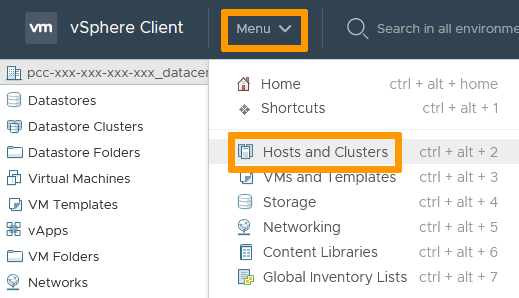 vm vSphere Client Menu Search in all environme
pcc-xxx-xxx-xxx-xxx_datacen
Datastores
Datastore Clusters
Datastore Folders
Virtual Machines
VM Templates
vApps
VM Folders
Networks
Home ctrl + alt + home
Shortcuts ctrl + alt + 1
Hosts and Clusters ctrl + alt + 2
VMs and Templates ctrl + alt + 3
Storage ctrl + alt + 4
Networking ctrl + alt + 5
Content Libraries ctrl + alt + 6
Global Inventory Lists ctrl + alt + 7